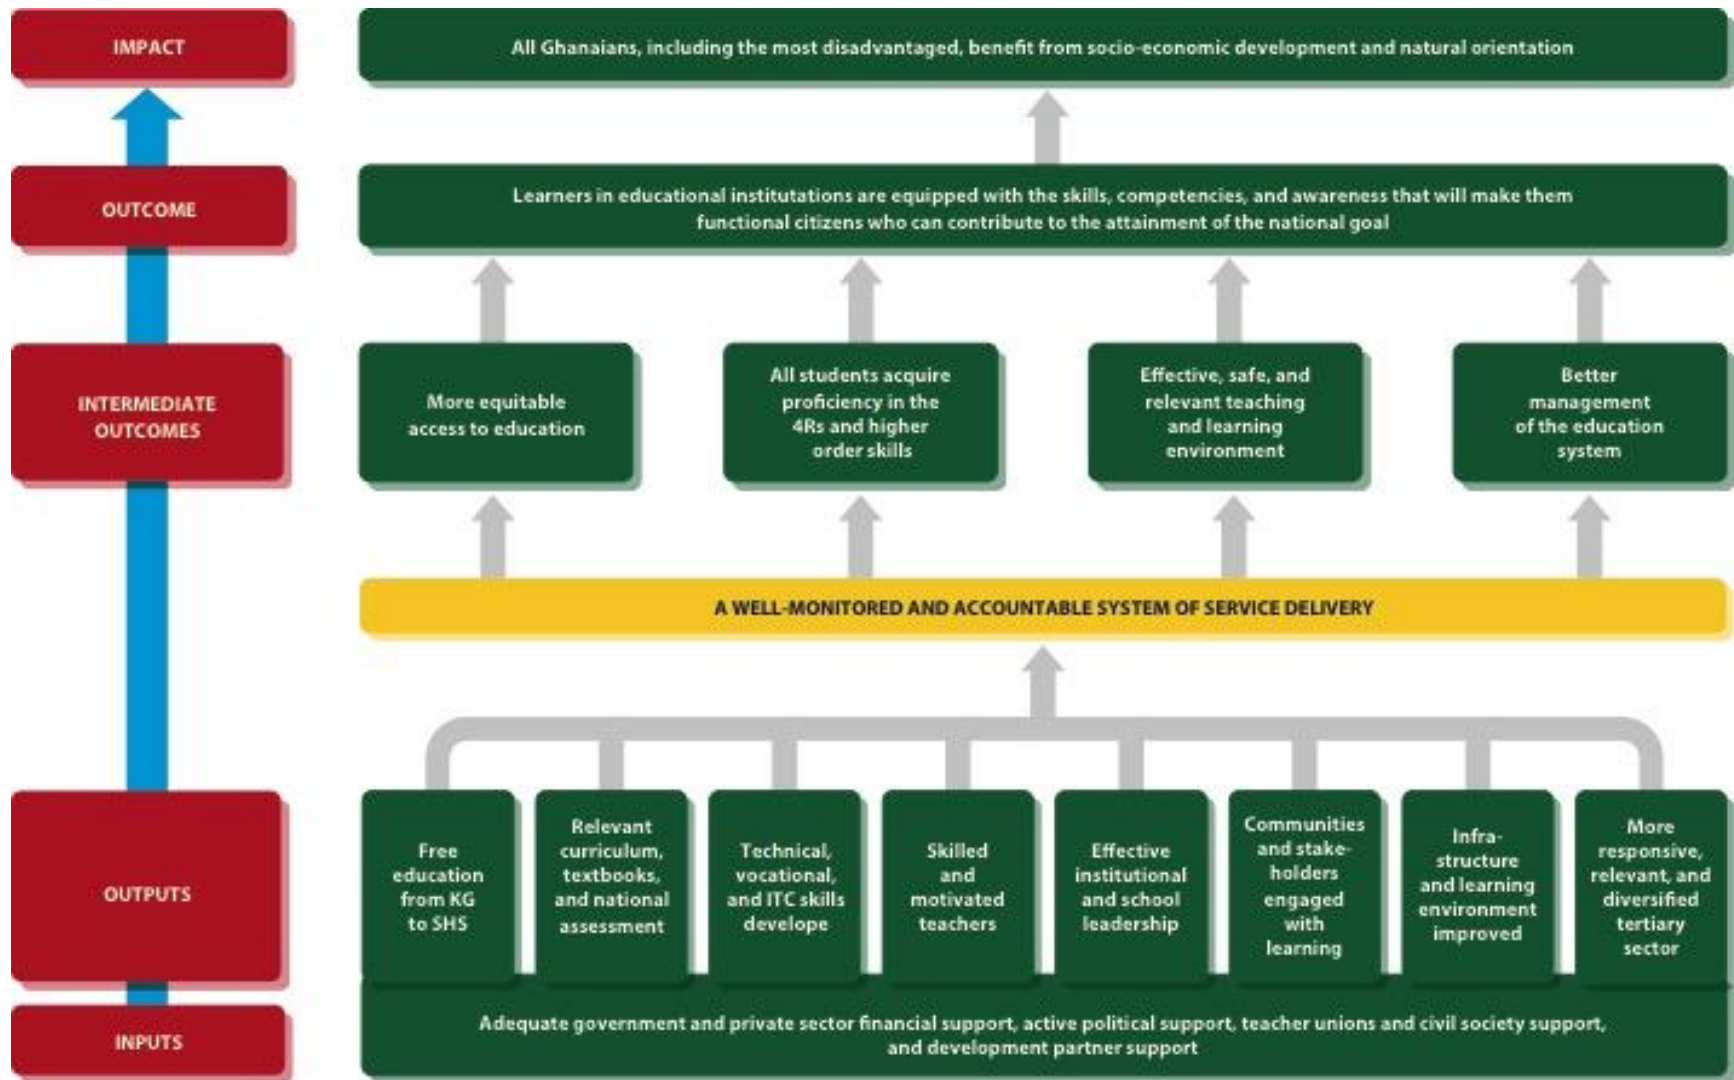 IMPACT
All Ghanaians, including the most disadvantaged, benefit from socio-economic development and natural orientation
OUTCOME
Learners in educational institutations are equipped with the skills, competencies, and awareness that will make them
functional citizens who can contribute to the attainment of the national goal
INTERMEDIATE
OUTCOMES
More equitable
access to education
All students acquire
proficiency in the
4Rs and higher
order skills
Effective, safe, and
relevant teaching
and learning
environment
Better
management
of the education
system
A WELL-MONITORED AND ACCOUNTABLE SYSTEM OF SERVICE DELIVERY
OUTPUTS
Free
education
from KG
to SHS
Relevant
curriculum,
textbooks,
and national
assessment
Technical,
vocational,
and ITC skills
develope
Skilled
and
motivated
teachers
Effective
institutional
and school
leadership
Communities
and stake-
holders
engaged
with
learning
Infra-
structure
and learning
environment
improved
More
responsive,
relevant, and
diversified
tertiary
sector
INPUTS
Adequate government and private sector financial support, active political support, teacher unions and civil society support,
and development partner support